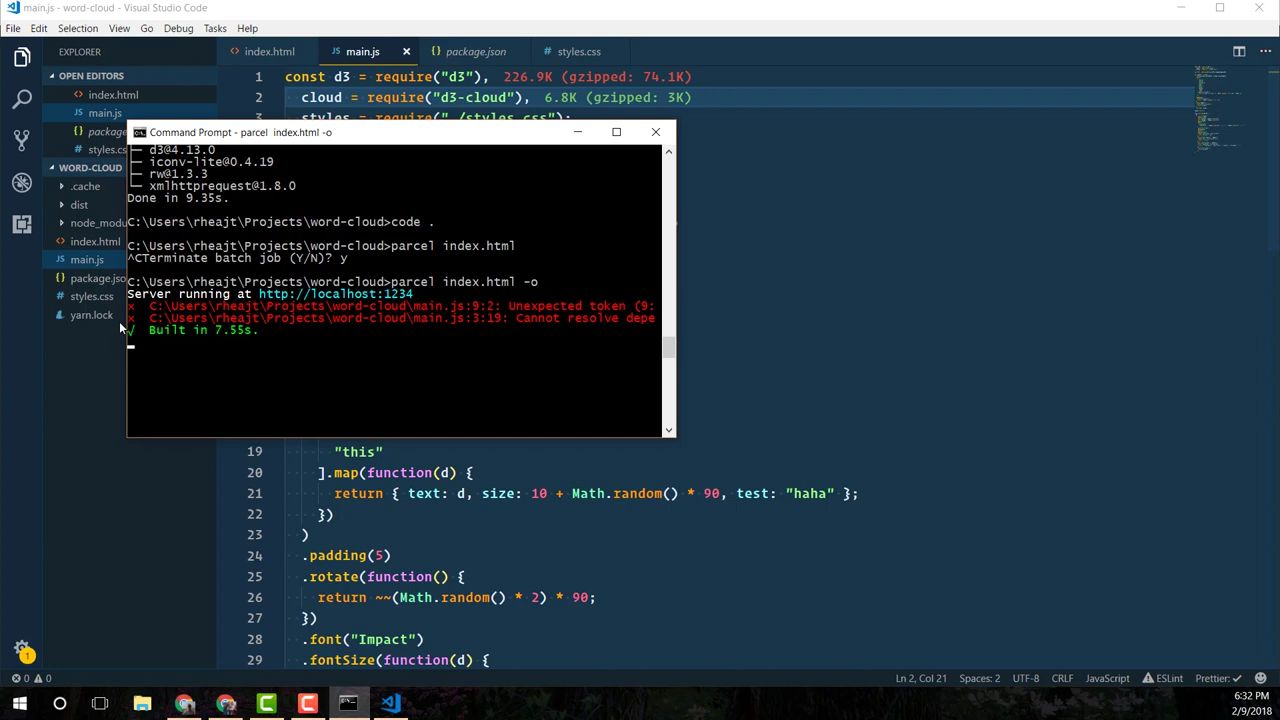 main.js - word-cloud - Visual Studio Code
File Edit Selection View Go Debug Tasks Help
EXPLORER
OPEN EDITORS
index.html
main.js
package
styles.css
WORD-CLOUD
.cache
dist
node_modu
index.html
main.js
package.jso
styles.css
yarn.lock
index.html main.js package.json styles.css
1 const d3 = require("d3"), 226.9K (gzipped: 74.1K)
2 cloud = require("d3-cloud"), 6.8K (gzipped: 3K)
styles = require("./styles.css");
Command Prompt - parcel index.html -o
├─ d3@4.13.0
├─ iconv-lite@0.4.19
├─ rw@1.3.3
└─ xmlhttprequest@1.8.0
Done in 9.35s.
C:\Users\rheajt\Projects\word-cloud>code .
C:\Users\rheajt\Projects\word-cloud>parcel index.html
^CTerminate batch job (Y/N)? y
C:\Users\rheajt\Projects\word-cloud>parcel index.html -o
Server running at http://localhost:1234
× C:\Users\rheajt\Projects\word-cloud\main.js:9:2: Unexpected token (9:
× C:\Users\rheajt\Projects\word-cloud\main.js:3:19: Cannot resolve depe
√ Built in 7.55s.
19 "this"
20 ].map(function(d) {
21 return { text: d, size: 10 + Math.random() * 90, test: "haha" };
22 })
23 )
24 .padding(5)
25 .rotate(function() {
26 return ~~(Math.random() * 2) * 90;
27 })
28 .font("Impact")
29 .fontSize(function(d) {
1
0 0 Ln 2, Col 21 Spaces: 2 UTF-8 CRLF JavaScript ESLint Prettier: ✓
6:32 PM
2/9/2018